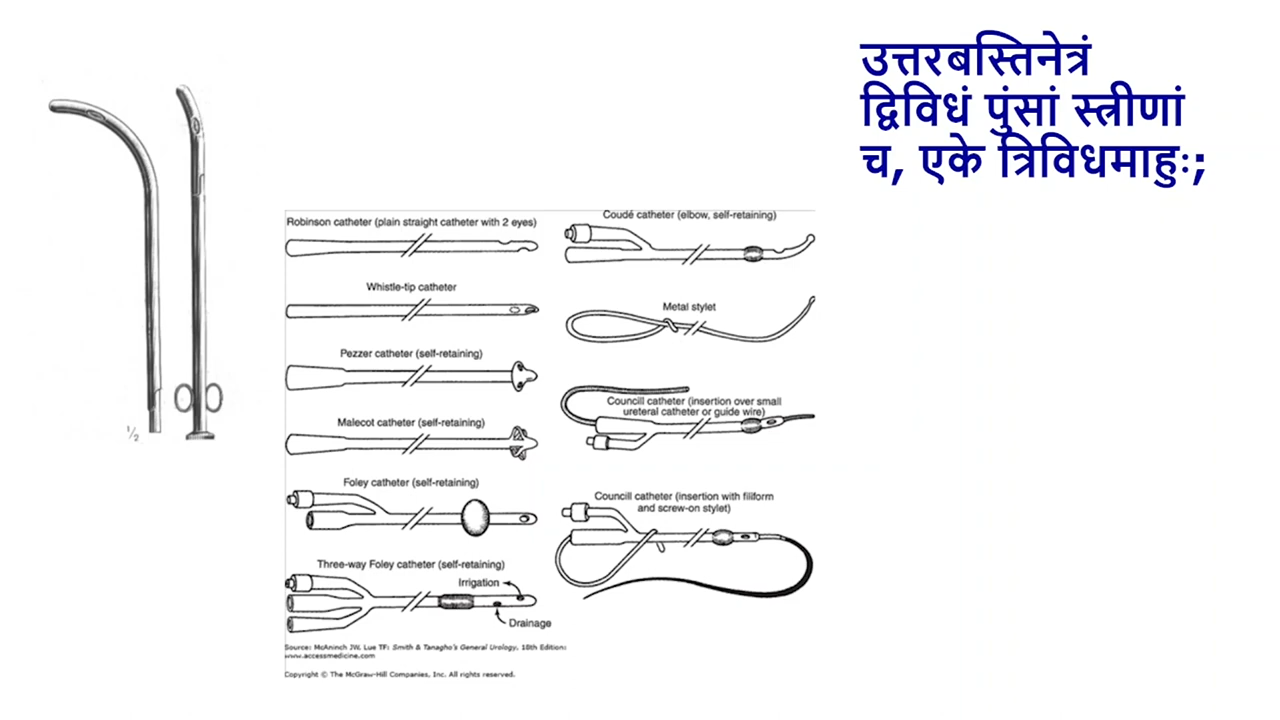 उत्तरबस्तिनेत्रं
द्विविधं पुंसां स्त्रीणां
च, एके त्रिविधमाहुः;
Robinson catheter (plain straight catheter with 2 eyes)
Whistle-tip catheter
Pezzer catheter (self-retaining)
Malecot catheter (self-retaining)
Foley catheter (self-retaining)
Three-way Foley catheter (self-retaining)
Irrigation
Drainage
Coudé catheter (elbow, self-retaining)
Metal stylet
Councill catheter (insertion over small
ureteral catheter or guide wire)
Councill catheter (insertion with filiform
and screw-on stylet)
Source: McAninch JW, Lue TF: Smith & Tanagho's General Urology, 18th Edition:
www.accessmedicine.com
Copyright © The McGraw-Hill Companies, Inc. All rights reserved.
1/2